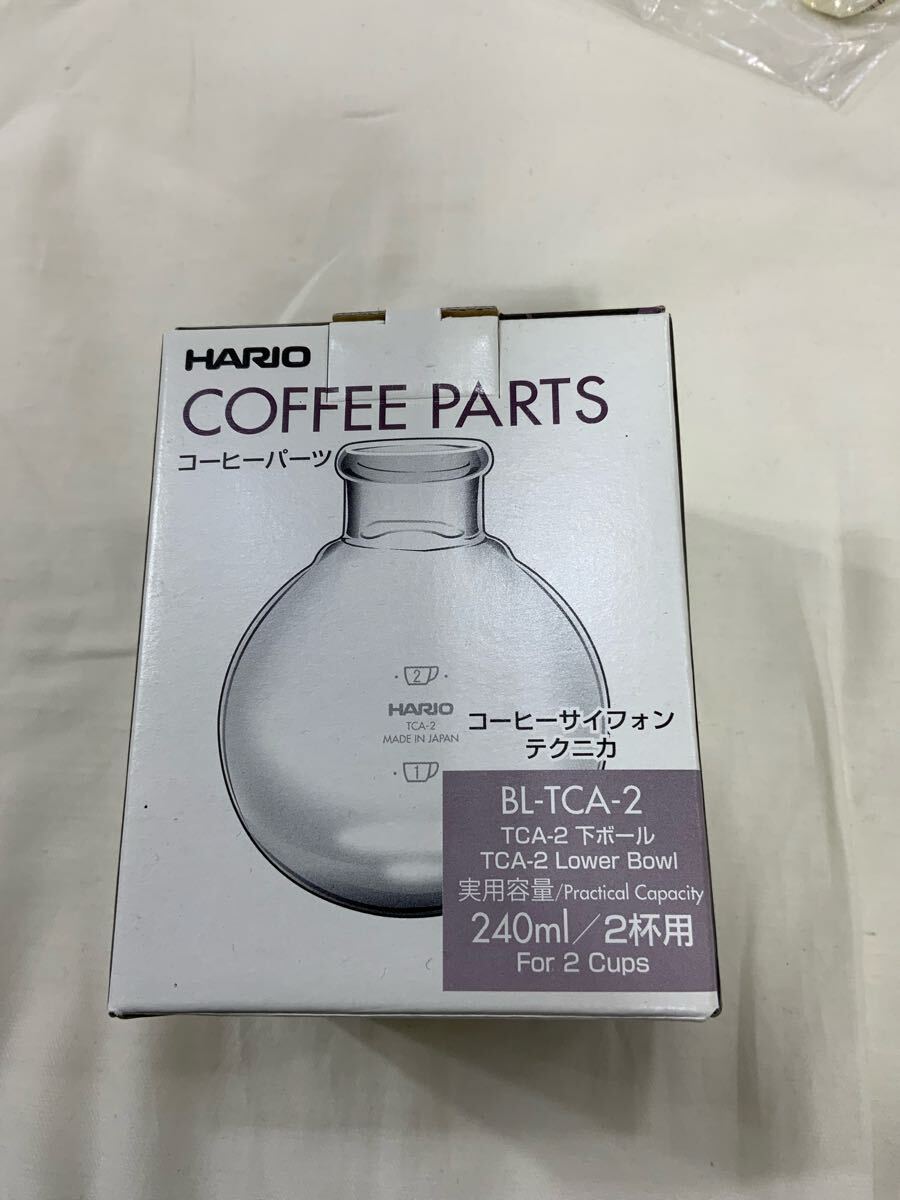 HARIO
COFFEE PARTS
コーヒーパーツ
2
HARIO
TCA-2
MADE IN JAPAN
1
コーヒーサイフォン
テクニカ
BL-TCA-2
TCA-2 下ボール
TCA-2 Lower Bowl
実用容量/Practical Capacity
240ml/2杯用
For 2 Cups